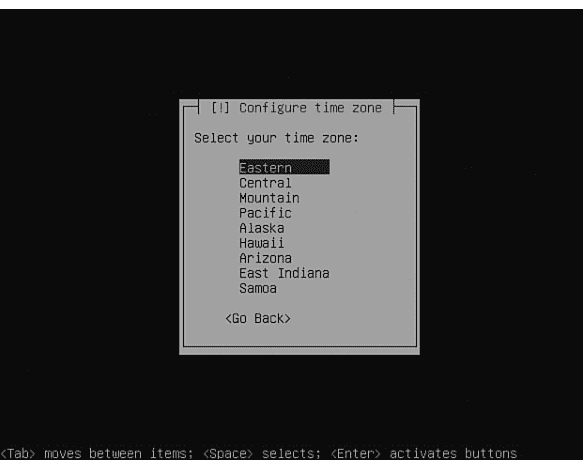 [!] Configure time zone
Select your time zone:
Eastern
Central
Mountain
Pacific
Alaska
Hawaii
Arizona
East Indiana
Samoa
<Go Back>
<Tab> moves between items; <Space> selects; <Enter> activates buttons